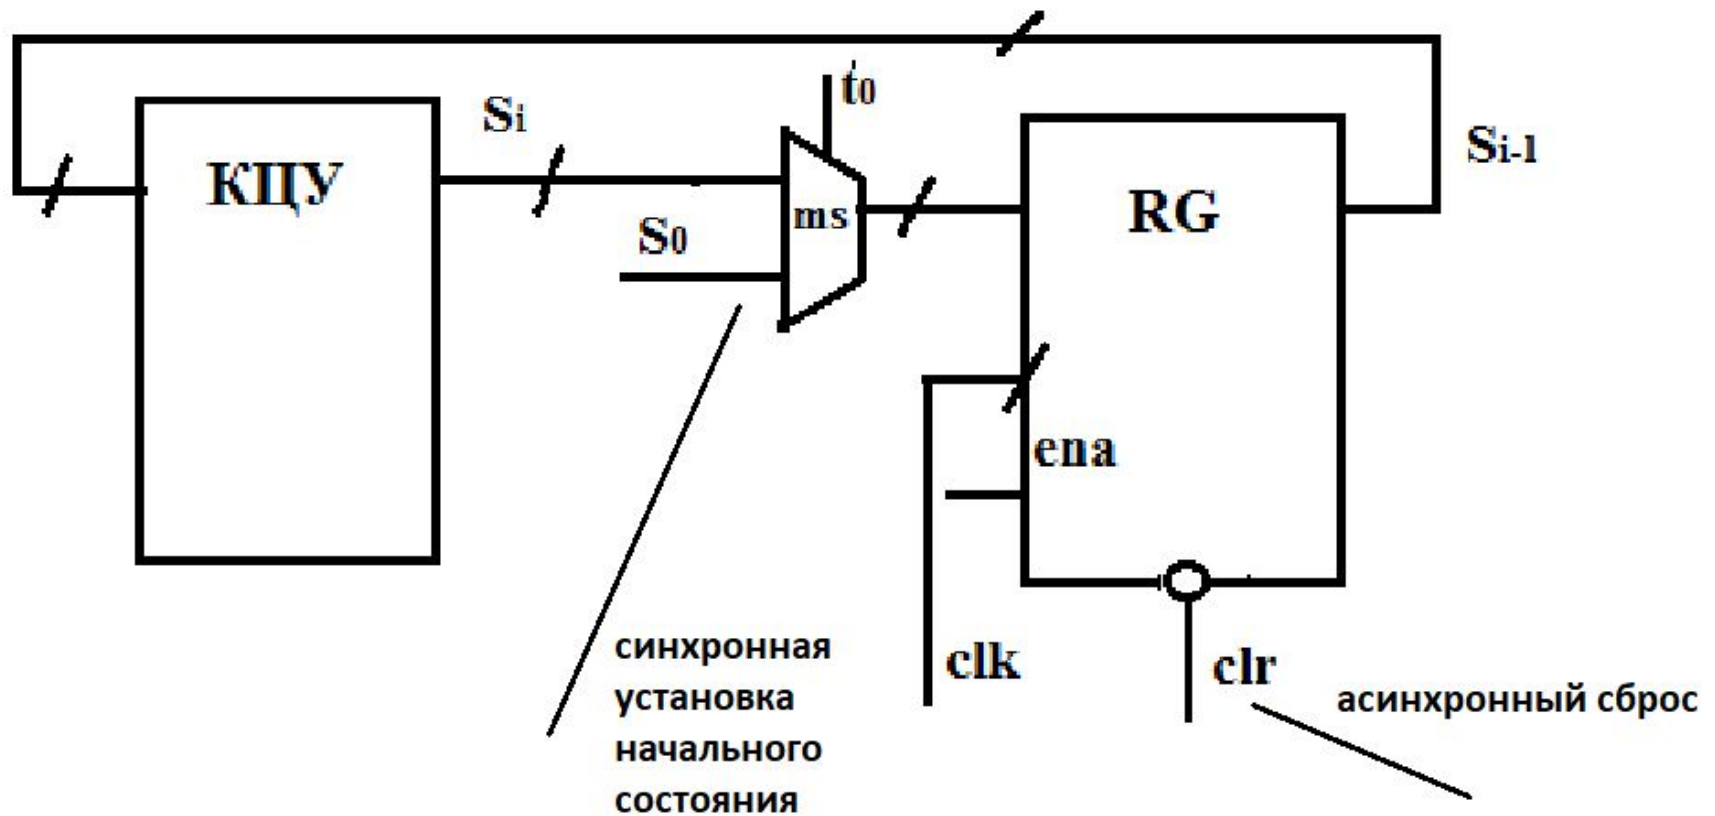 t0
Si
КЦУ
Si-1
ms
RG
S0
ena
clk
clr
синхронная
установка
начального
состояния
асинхронный сброс